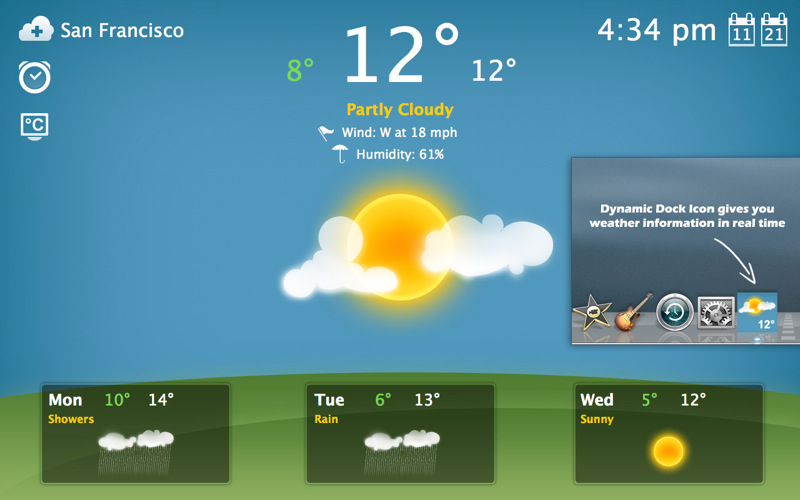 San Francisco
4:34 pm
11
21
°C
8°
12°
12°
Partly Cloudy
Wind: W at 18 mph
Humidity: 61%
Dynamic Dock Icon gives you
weather information in real time
12°
Mon 10° 14°
Showers
Tue 6° 13°
Rain
Wed 5° 12°
Sunny